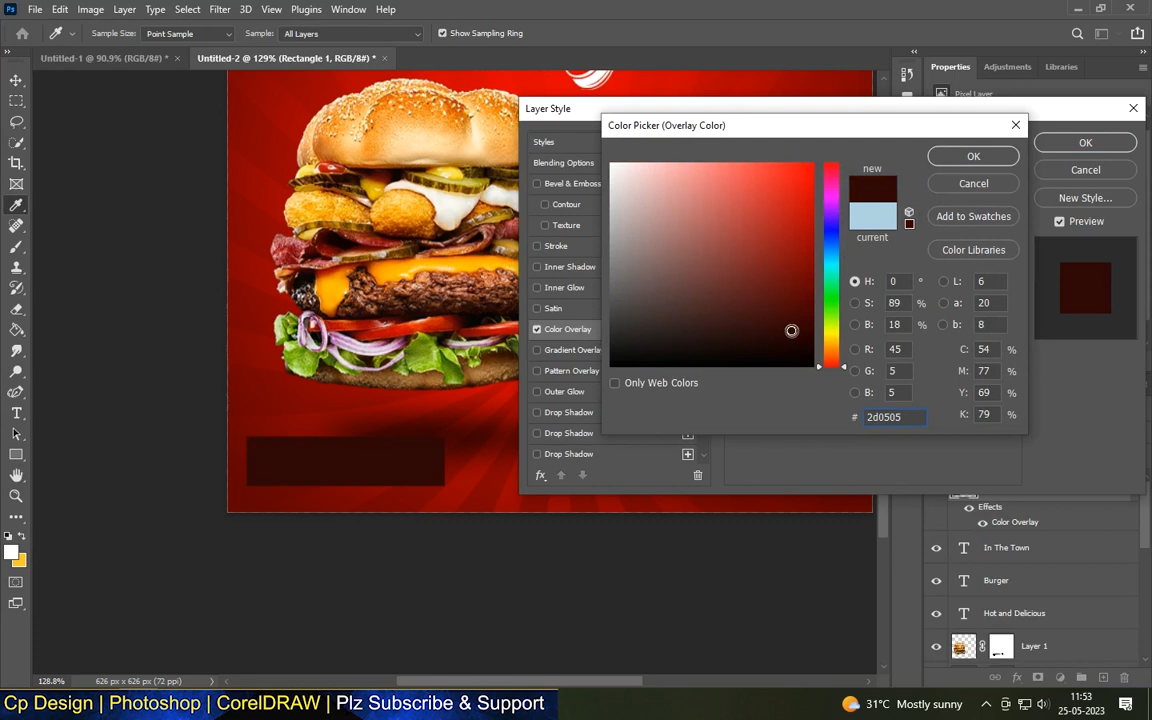 Ps File Edit Image Layer Type Select Filter 3D View Plugins Window Help
Sample Size: Point Sample Sample: All Layers Show Sampling Ring
Untitled-1 @ 90.9% (RGB/8#) * × Untitled-2 @ 129% (Rectangle 1, RGB/8#) * ×
Properties Adjustments Libraries
Pixel Layer
Layer Style
Color Picker (Overlay Color)
Styles
Blending Options
Bevel & Emboss
Contour
Texture
Stroke
Inner Shadow
Inner Glow
Satin
Color Overlay
Gradient Overla
Pattern Overlay
Outer Glow
Drop Shadow
Drop Shadow
Drop Shadow
fx
new
current
OK
Cancel
Add to Swatches
Color Libraries
H: 0 ° L: 6
S: 89 % a: 20
B: 18 % b: 8
R: 45 C: 54 %
G: 5 M: 77 %
B: 5 Y: 69 %
# 2d0505 K: 79 %
Only Web Colors
OK
Cancel
New Style...
Preview
Effects
Color Overlay
T In The Town
T Burger
T Hot and Delicious
Layer 1
fx
128.8% 626 px x 626 px (72 ppi)
Cp Design | Photoshop | CorelDRAW | Plz Subscribe & Support
31°C Mostly sunny
11:53
25-05-2023